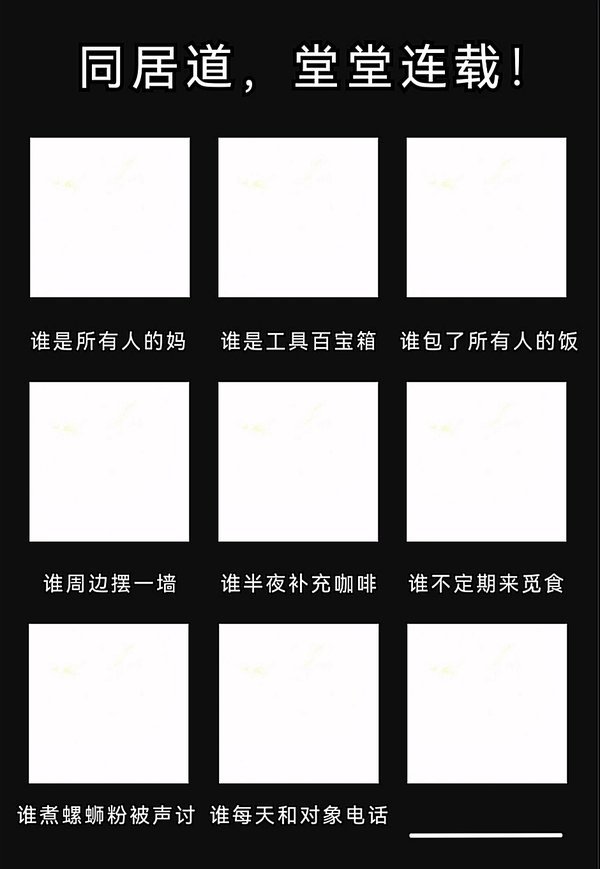 同居道，堂堂连载！
谁是所有人的妈
谁是工具百宝箱
谁包了所有人的饭
谁周边摆一墙
谁半夜补充咖啡
谁不定期来觅食
谁煮螺蛳粉被声讨
谁每天和对象电话